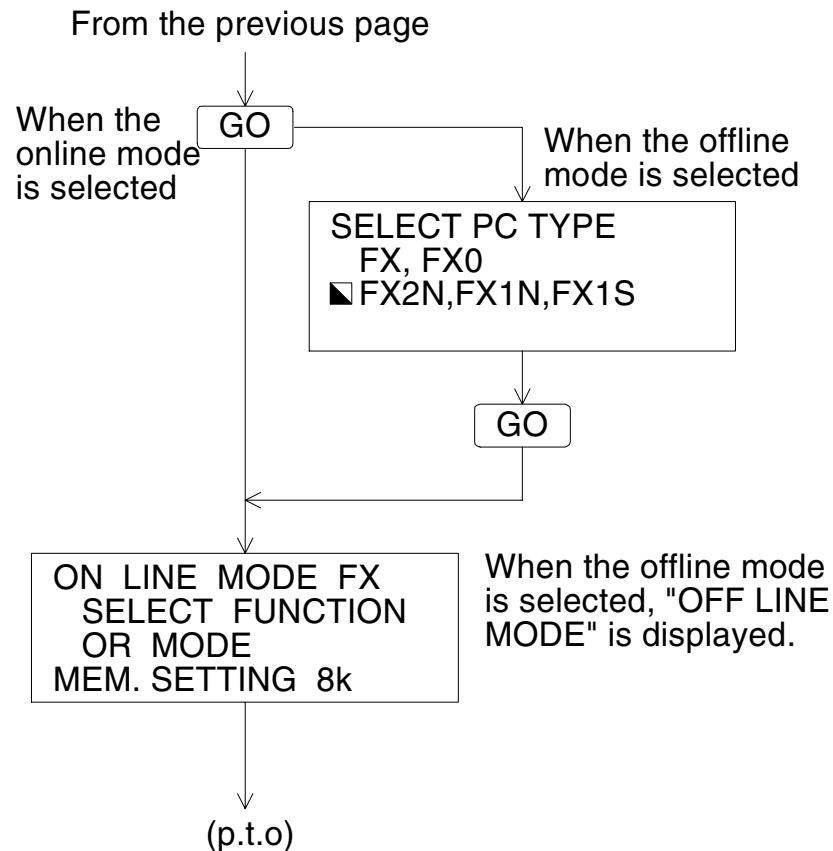 From the previous page
When the
online mode
is selected
GO
When the offline
mode is selected
SELECT PC TYPE
FX, FX0
FX2N,FX1N,FX1S
GO
ON LINE MODE FX
SELECT FUNCTION
OR MODE
MEM. SETTING 8k
When the offline mode
is selected, "OFF LINE
MODE" is displayed.
(p.t.o)